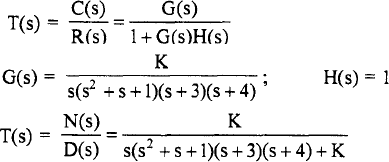 T(s) = C(s)/R(s) = G(s)/(1+G(s)H(s))
G(s) = K/(s(s²+s+1)(s+3)(s+4)) ; H(s) = 1
T(s) = N(s)/D(s) = K/(s(s²+s+1)(s+3)(s+4)+K)